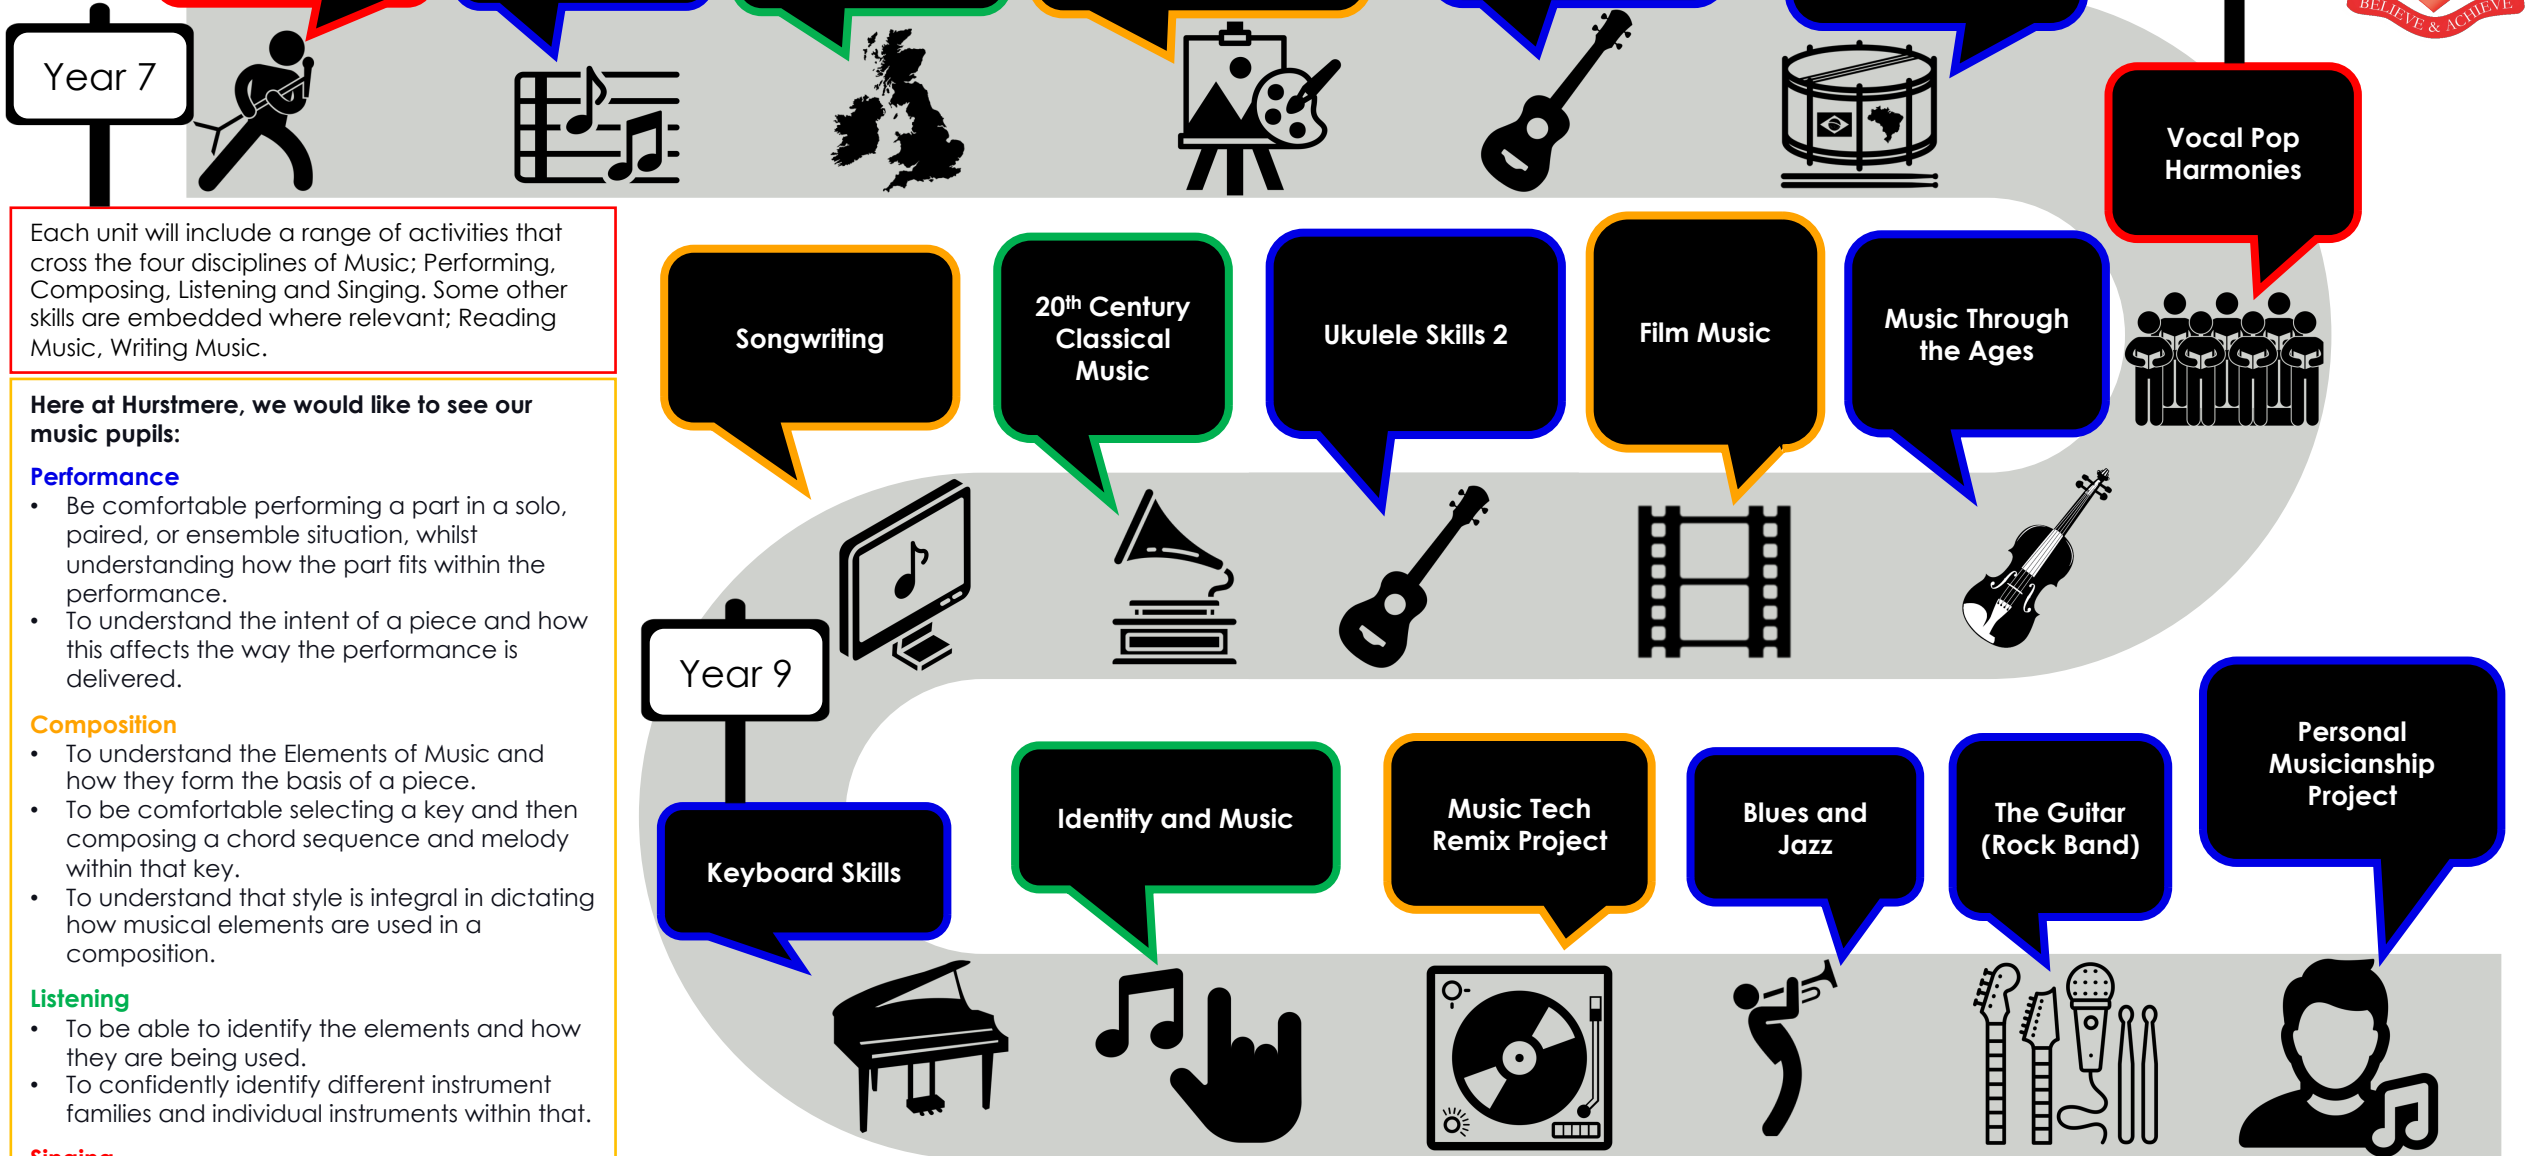 BELIEVE & ACHIEVE
Year 7
Vocal Pop
Harmonies
Each unit will include a range of activities that
cross the four disciplines of Music; Performing,
Composing, Listening and Singing. Some other
skills are embedded where relevant; Reading
Music, Writing Music.
Here at Hurstmere, we would like to see our
music pupils:
Performance
• Be comfortable performing a part in a solo,
paired, or ensemble situation, whilst
understanding how the part fits within the
performance.
• To understand the intent of a piece and how
this affects the way the performance is
delivered.
Composition
• To understand the Elements of Music and
how they form the basis of a piece.
• To be comfortable selecting a key and then
composing a chord sequence and melody
within that key.
• To understand that style is integral in dictating
how musical elements are used in a
composition.
Listening
• To be able to identify the elements and how
they are being used.
• To confidently identify different instrument
families and individual instruments within that.
Singing
Songwriting
20th Century
Classical
Music
Ukulele Skills 2
Film Music
Music Through
the Ages
Year 9
Keyboard Skills
Identity and Music
Music Tech
Remix Project
Blues and
Jazz
The Guitar
(Rock Band)
Personal
Musicianship
Project